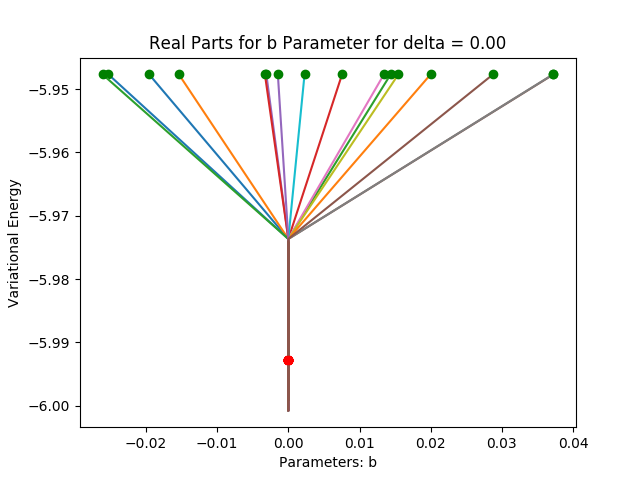 Real Parts for b Parameter for delta = 0.00
Variational Energy
−5.95
−5.96
−5.97
−5.98
−5.99
−6.00
−0.02 −0.01 0.00 0.01 0.02 0.03 0.04
Parameters: b